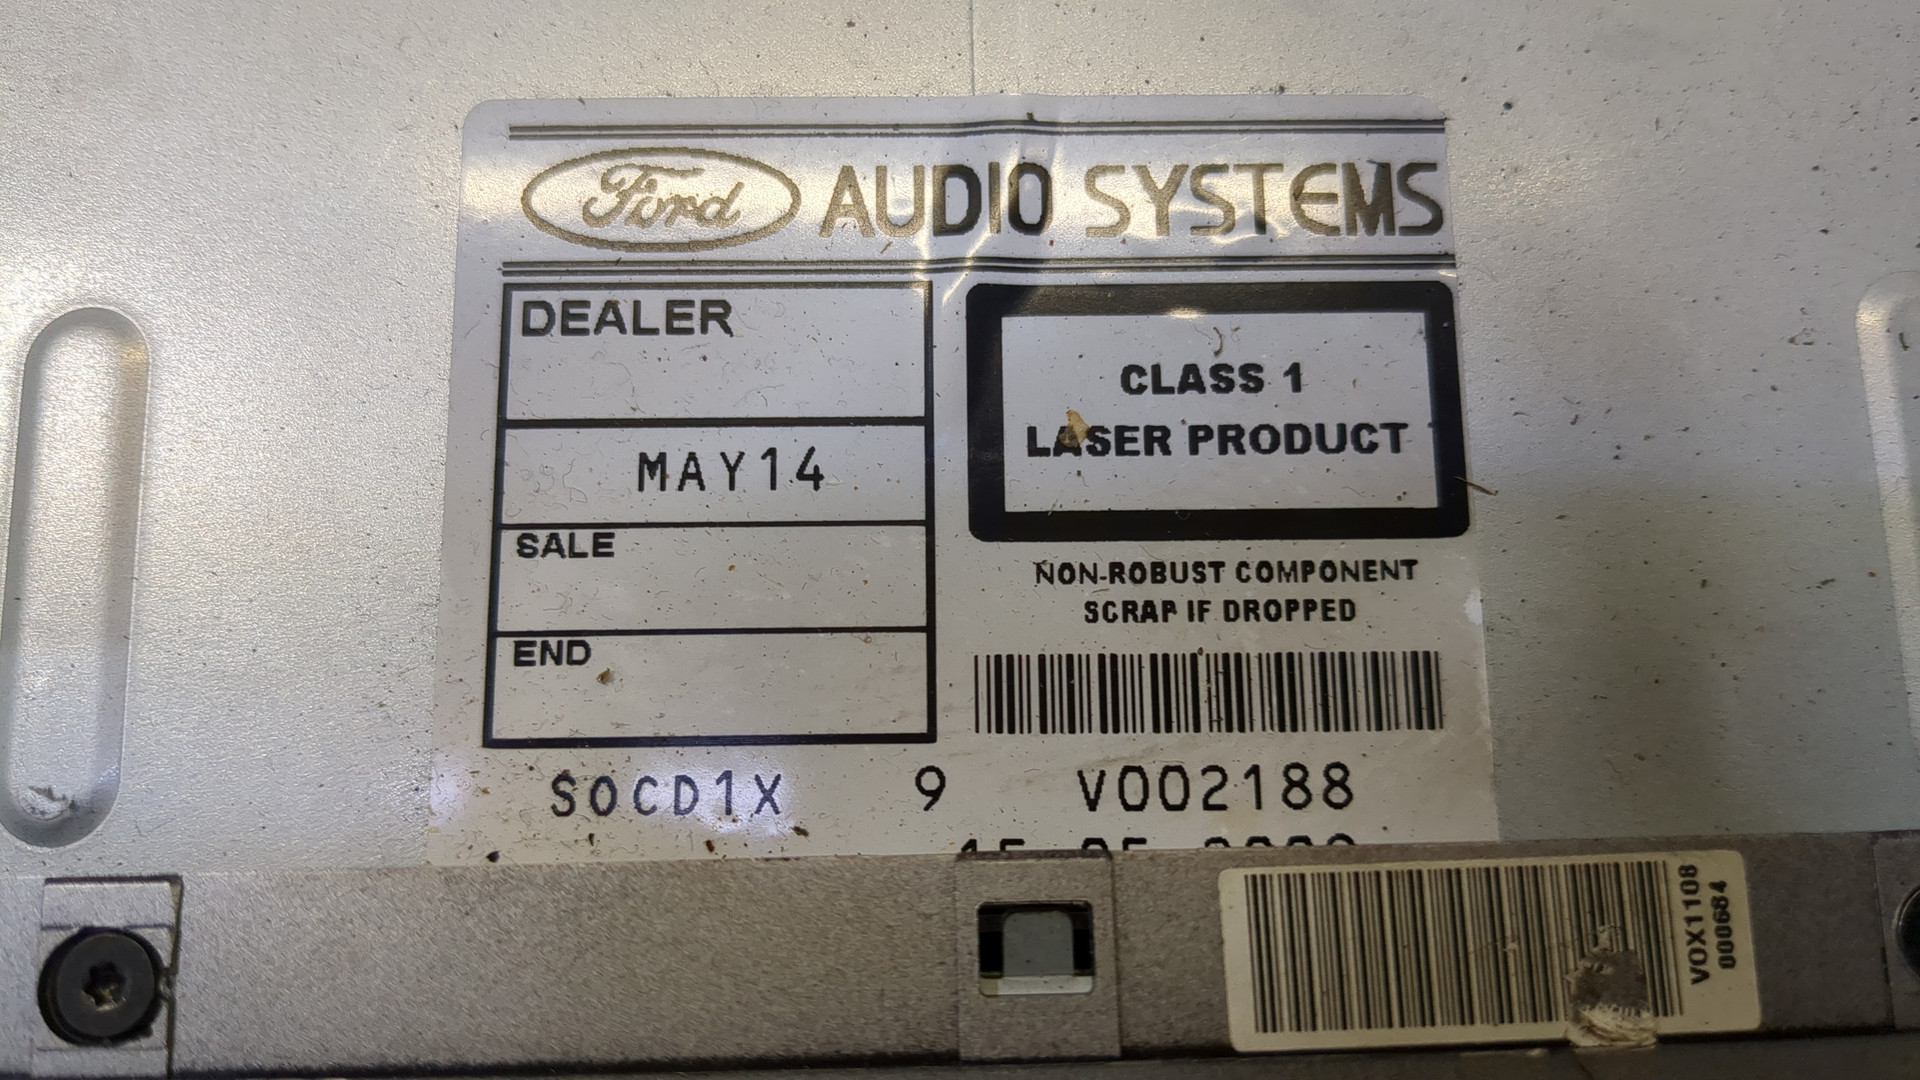 Ford AUDIO SYSTEMS
DEALER
MAY14
SALE
END
CLASS 1
LASER PRODUCT
NON-ROBUST COMPONENT
SCRAP IF DROPPED
SOCD1X 9 V002188
VOX1108
000684